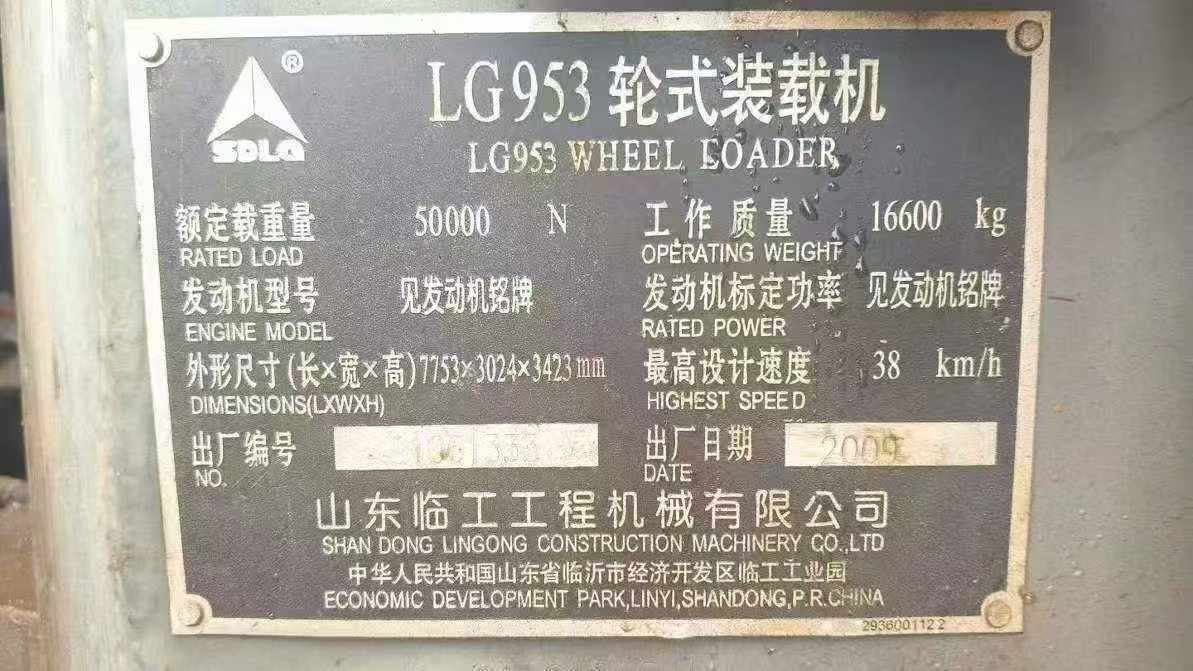 SDLG ®
LG953 轮式装载机
LG953 WHEEL LOADER
额定载重量 50000 N 工作质量 16600 kg
RATED LOAD OPERATING WEIGHT
发动机型号 见发动机铭牌 发动机标定功率 见发动机铭牌
ENGINE MODEL RATED POWER
外形尺寸(长×宽×高)7753×3024×3423mm 最高设计速度 38 km/h
DIMENSIONS(LXWXH) HIGHEST SPEED
出厂编号 出厂日期 2009
NO. DATE
山东临工工程机械有限公司
SHAN DONG LINGONG CONSTRUCTION MACHINERY CO.,LTD
中华人民共和国山东省临沂市经济开发区临工工业园
ECONOMIC DEVELOPMENT PARK,LINYI,SHANDONG,P.R.CHINA
2936001122